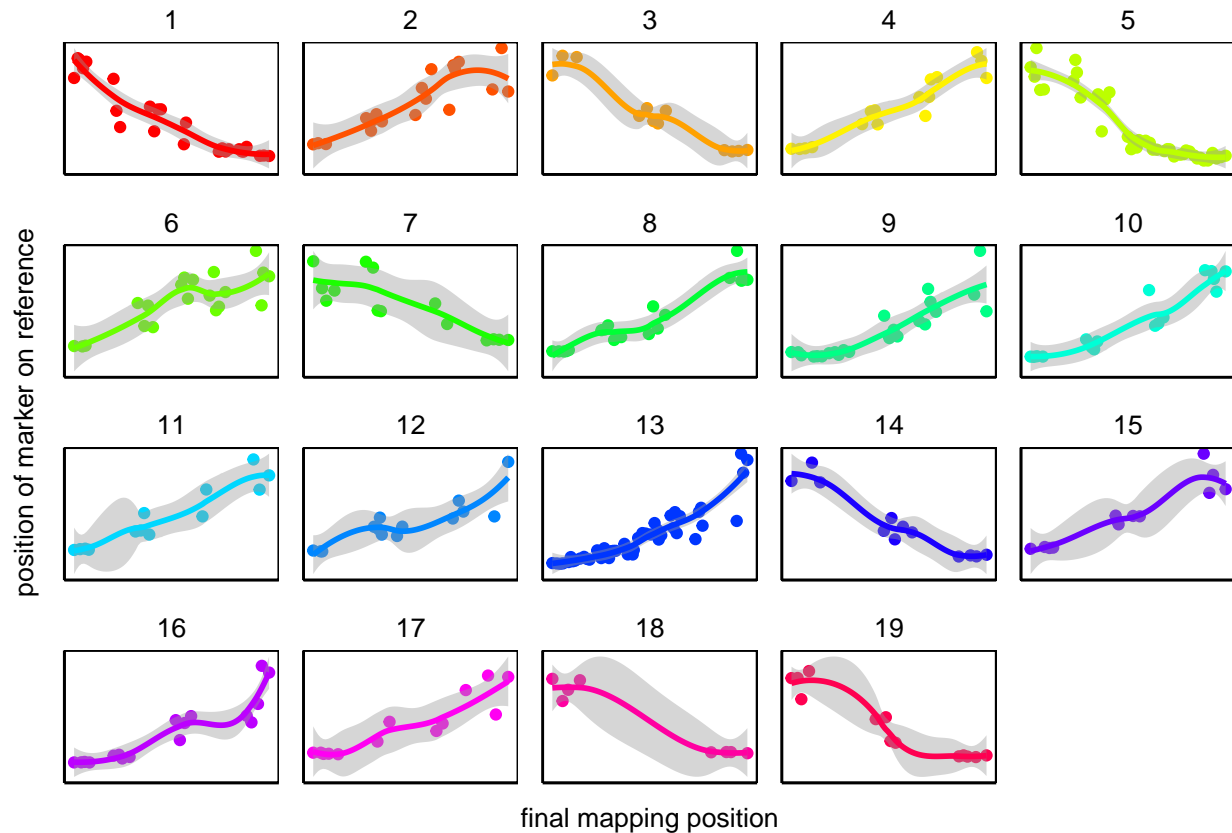 1 2 3 4 5
6 7 8 9 10
11 12 13 14 15
16 17 18 19
position of marker on reference
final mapping position